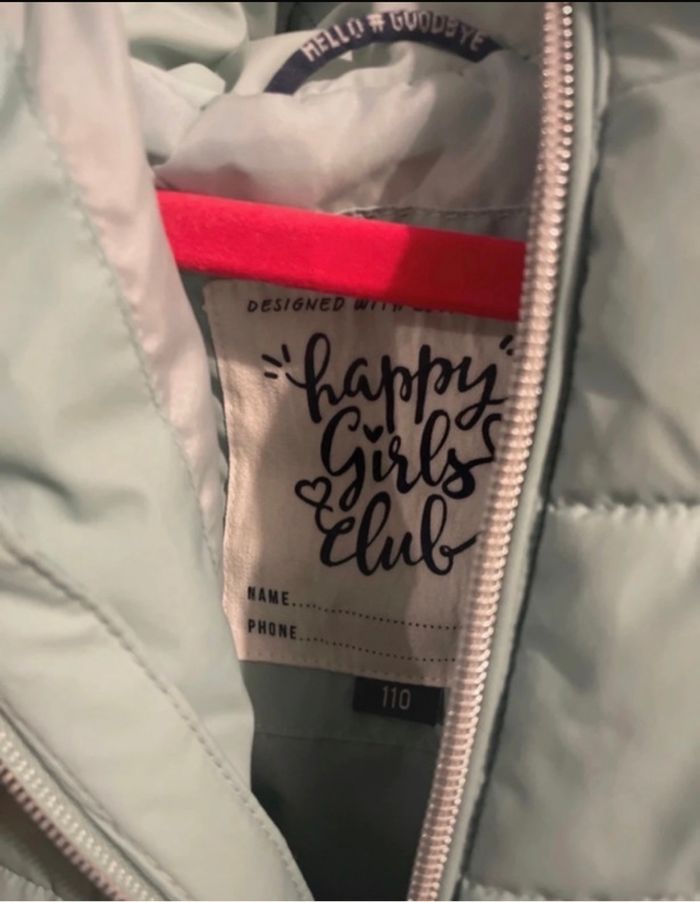 HELLO # GOODBYE
DESIGNED WITH
happy
Girls
Club
NAME
PHONE
110